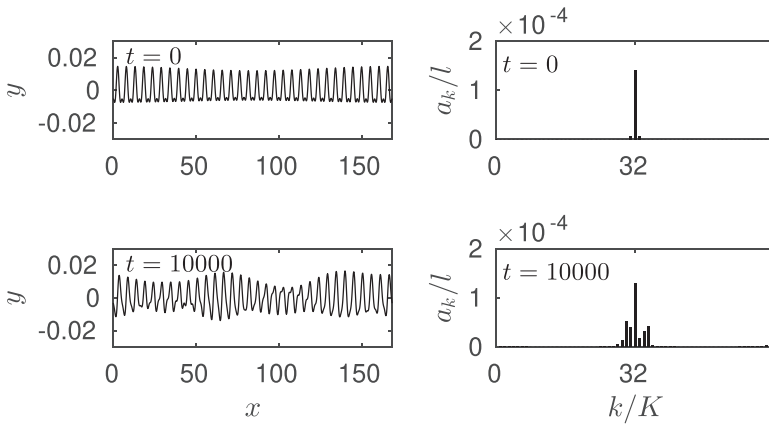 ×10⁻⁴
0.02
0
-0.02
y
t = 0
0 50 100 150
2
1
0
a_k/l
t = 0
0 32
×10⁻⁴
0.02
0
-0.02
y
t = 10000
0 50 100 150
x
2
1
0
a_k/l
t = 10000
0 32
k/K